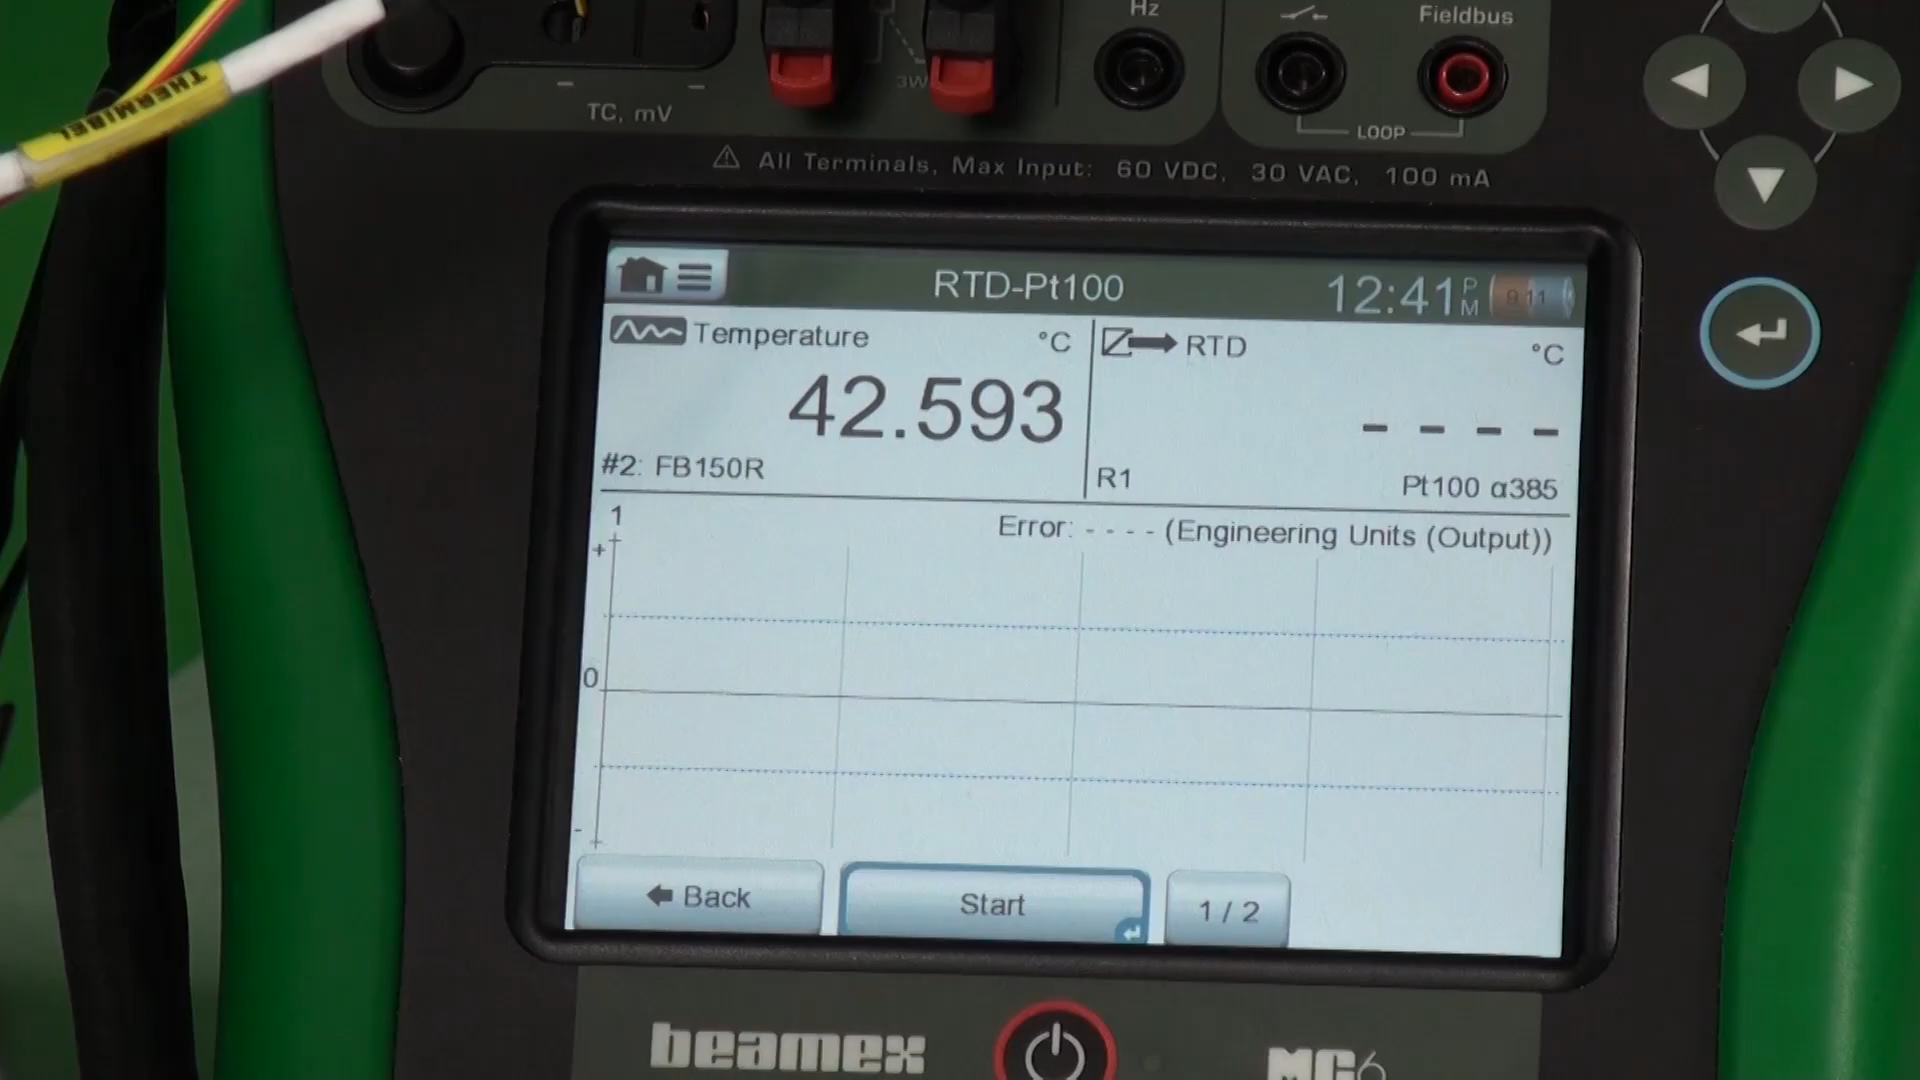 Hz
Fieldbus
THERMIBEL
TC, mV
3W
LOOP
All Terminals, Max Input: 60 VDC, 30 VAC, 100 mA
RTD-Pt100
12:41 PM
Temperature °C
RTD °C
42.593
- - - -
#2: FB150R
R1
Pt100 α385
1
Error: - - - - (Engineering Units (Output))
+
0
-
Back
Start
1 / 2
beamex
MC6